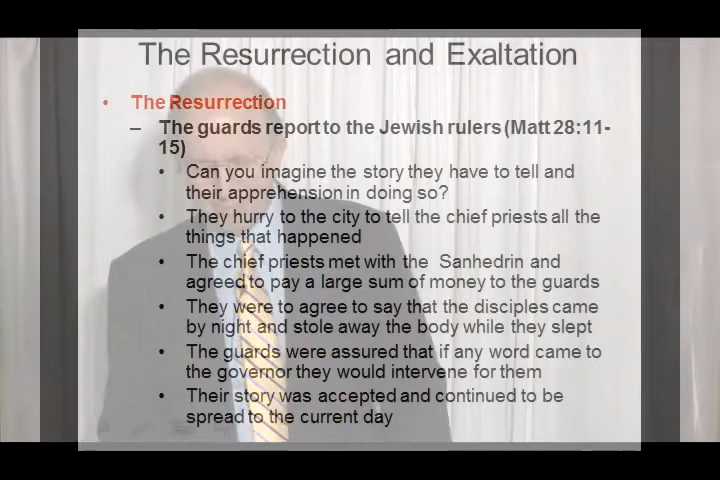 The Resurrection and Exaltation
• The Resurrection
– The guards report to the Jewish rulers (Matt 28:11-
15)
• Can you imagine the story they have to tell and
their apprehension in doing so?
• They hurry to the city to tell the chief priests all the
things that happened
• The chief priests met with the Sanhedrin and
agreed to pay a large sum of money to the guards
• They were to agree to say that the disciples came
by night and stole away the body while they slept
• The guards were assured that if any word came to
the governor they would intervene for them
• Their story was accepted and continued to be
spread to the current day